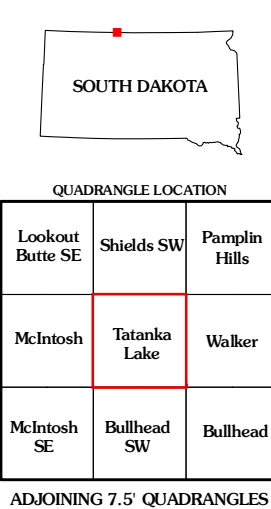 SOUTH DAKOTA
QUADRANGLE LOCATION
Lookout
Butte SE
Shields SW
Pamplin
Hills
McIntosh
Tatanka
Lake
Walker
McIntosh
SE
Bullhead
SW
Bullhead
ADJOINING 7.5' QUADRANGLES